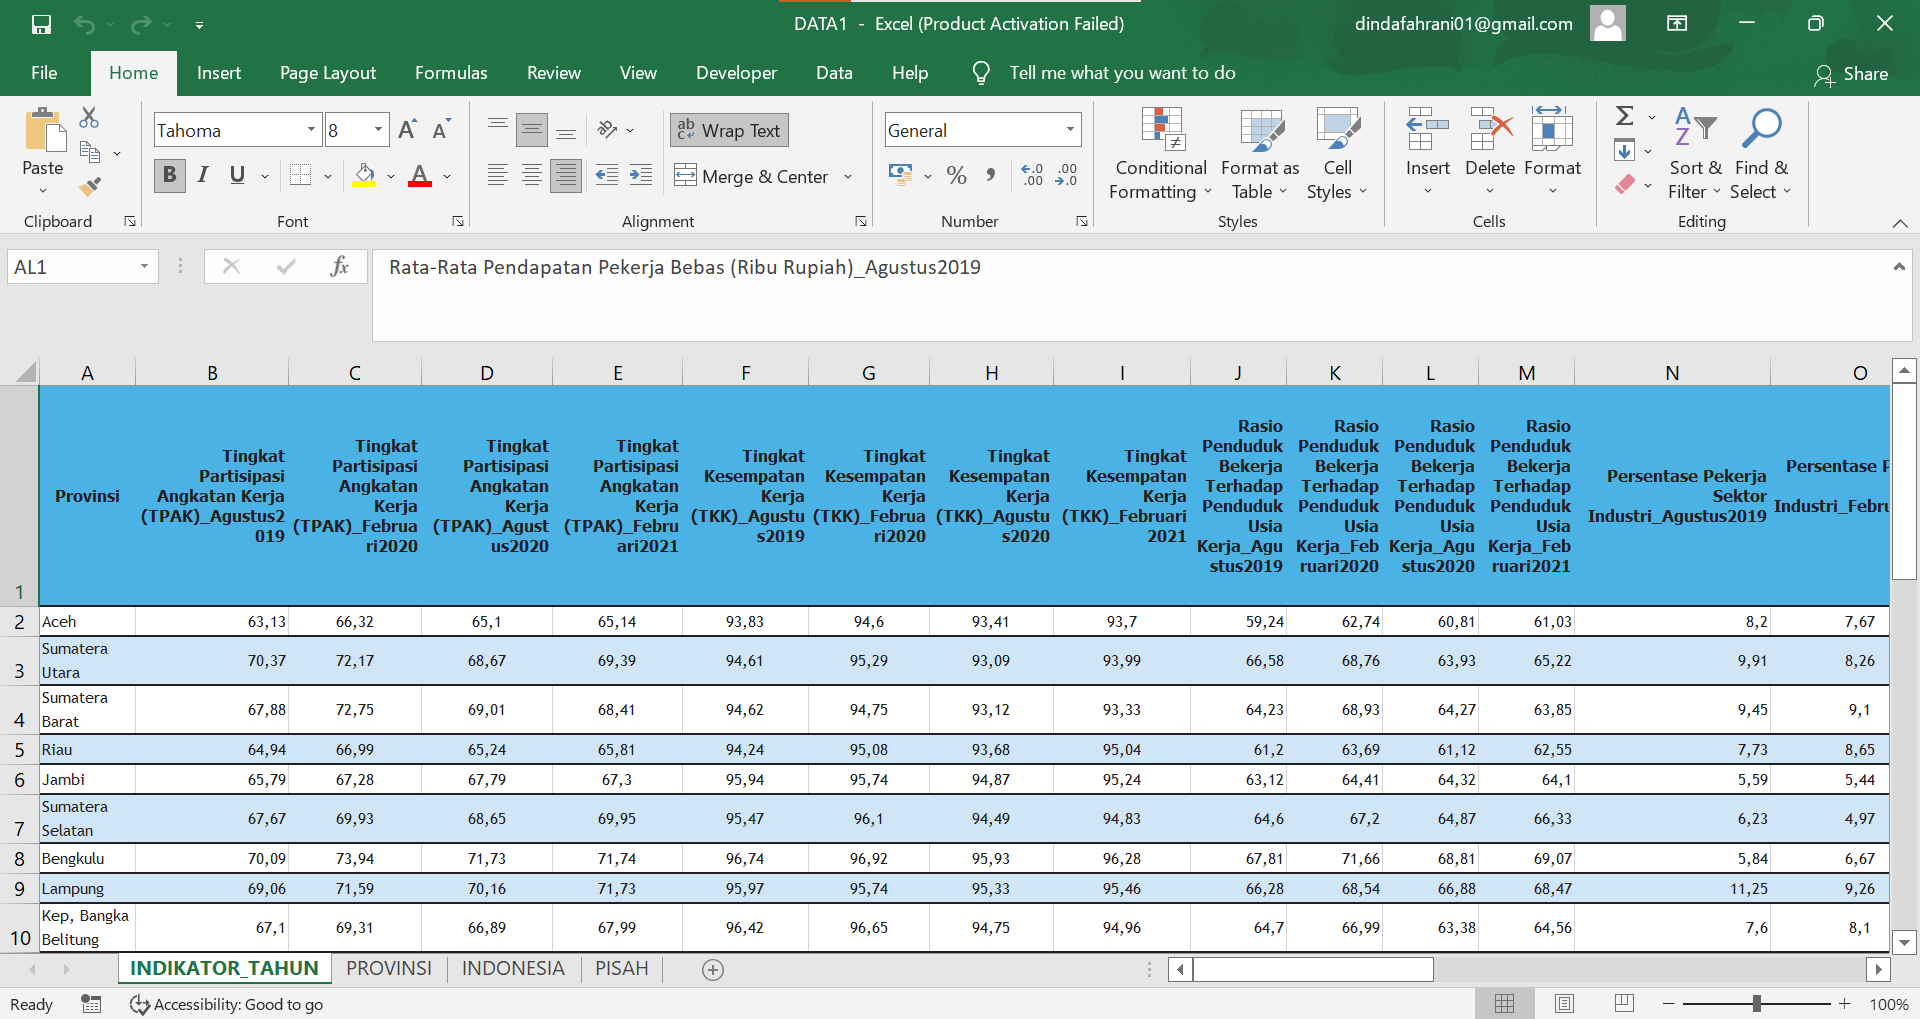 DATA1 - Excel (Product Activation Failed)
dindafahrani01@gmail.com
File Home Insert Page Layout Formulas Review View Developer Data Help Tell me what you want to do Share
Paste
Clipboard
Tahoma 8
B I U
Font
Wrap Text
Merge & Center
Alignment
General
Number
Conditional Formatting
Format as Table
Cell Styles
Styles
Insert Delete Format
Cells
Sort & Filter
Find & Select
Editing
AL1 fx Rata-Rata Pendapatan Pekerja Bebas (Ribu Rupiah)_Agustus2019
A B C D E F G H I J K L M N O
1
Provinsi
Tingkat
Partisipasi
Angkatan Kerja
(TPAK)_Agustus2
019
Tingkat
Partisipasi
Angkatan
Kerja
(TPAK)_Februa
ri2020
Tingkat
Partisipasi
Angkatan
Kerja
(TPAK)_Agust
us2020
Tingkat
Partisipasi
Angkatan
Kerja
(TPAK)_Febru
ari2021
Tingkat
Kesempatan
Kerja
(TKK)_Agustu
s2019
Tingkat
Kesempatan
Kerja
(TKK)_Februa
ri2020
Tingkat
Kesempatan
Kerja
(TKK)_Agustu
s2020
Tingkat
Kesempatan
Kerja
(TKK)_Februari
2021
Rasio
Penduduk
Bekerja
Terhadap
Penduduk
Usia
Kerja_Agu
stus2019
Rasio
Penduduk
Bekerja
Terhadap
Penduduk
Usia
Kerja_Feb
ruari2020
Rasio
Penduduk
Bekerja
Terhadap
Penduduk
Usia
Kerja_Agu
stus2020
Rasio
Penduduk
Bekerja
Terhadap
Penduduk
Usia
Kerja_Feb
ruari2021
Persentase Pekerja
Sektor
Industri_Agustus2019
Persentase P
Industri_Febru
2 Aceh 63,13 66,32 65,1 65,14 93,83 94,6 93,41 93,7 59,24 62,74 60,81 61,03 8,2 7,67
3 Sumatera Utara 70,37 72,17 68,67 69,39 94,61 95,29 93,09 93,99 66,58 68,76 63,93 65,22 9,91 8,26
4 Sumatera Barat 67,88 72,75 69,01 68,41 94,62 94,75 93,12 93,33 64,23 68,93 64,27 63,85 9,45 9,1
5 Riau 64,94 66,99 65,24 65,81 94,24 95,08 93,68 95,04 61,2 63,69 61,12 62,55 7,73 8,65
6 Jambi 65,79 67,28 67,79 67,3 95,94 95,74 94,87 95,24 63,12 64,41 64,32 64,1 5,59 5,44
7 Sumatera Selatan 67,67 69,93 68,65 69,95 95,47 96,1 94,49 94,83 64,6 67,2 64,87 66,33 6,23 4,97
8 Bengkulu 70,09 73,94 71,73 71,74 96,74 96,92 95,93 96,28 67,81 71,66 68,81 69,07 5,84 6,67
9 Lampung 69,06 71,59 70,16 71,73 95,97 95,74 95,33 95,46 66,28 68,54 66,88 68,47 11,25 9,26
10 Kep, Bangka Belitung 67,1 69,31 66,89 67,99 96,42 96,65 94,75 94,96 64,7 66,99 63,38 64,56 7,6 8,1
INDIKATOR_TAHUN PROVINSI INDONESIA PISAH
Ready Accessibility: Good to go 100%